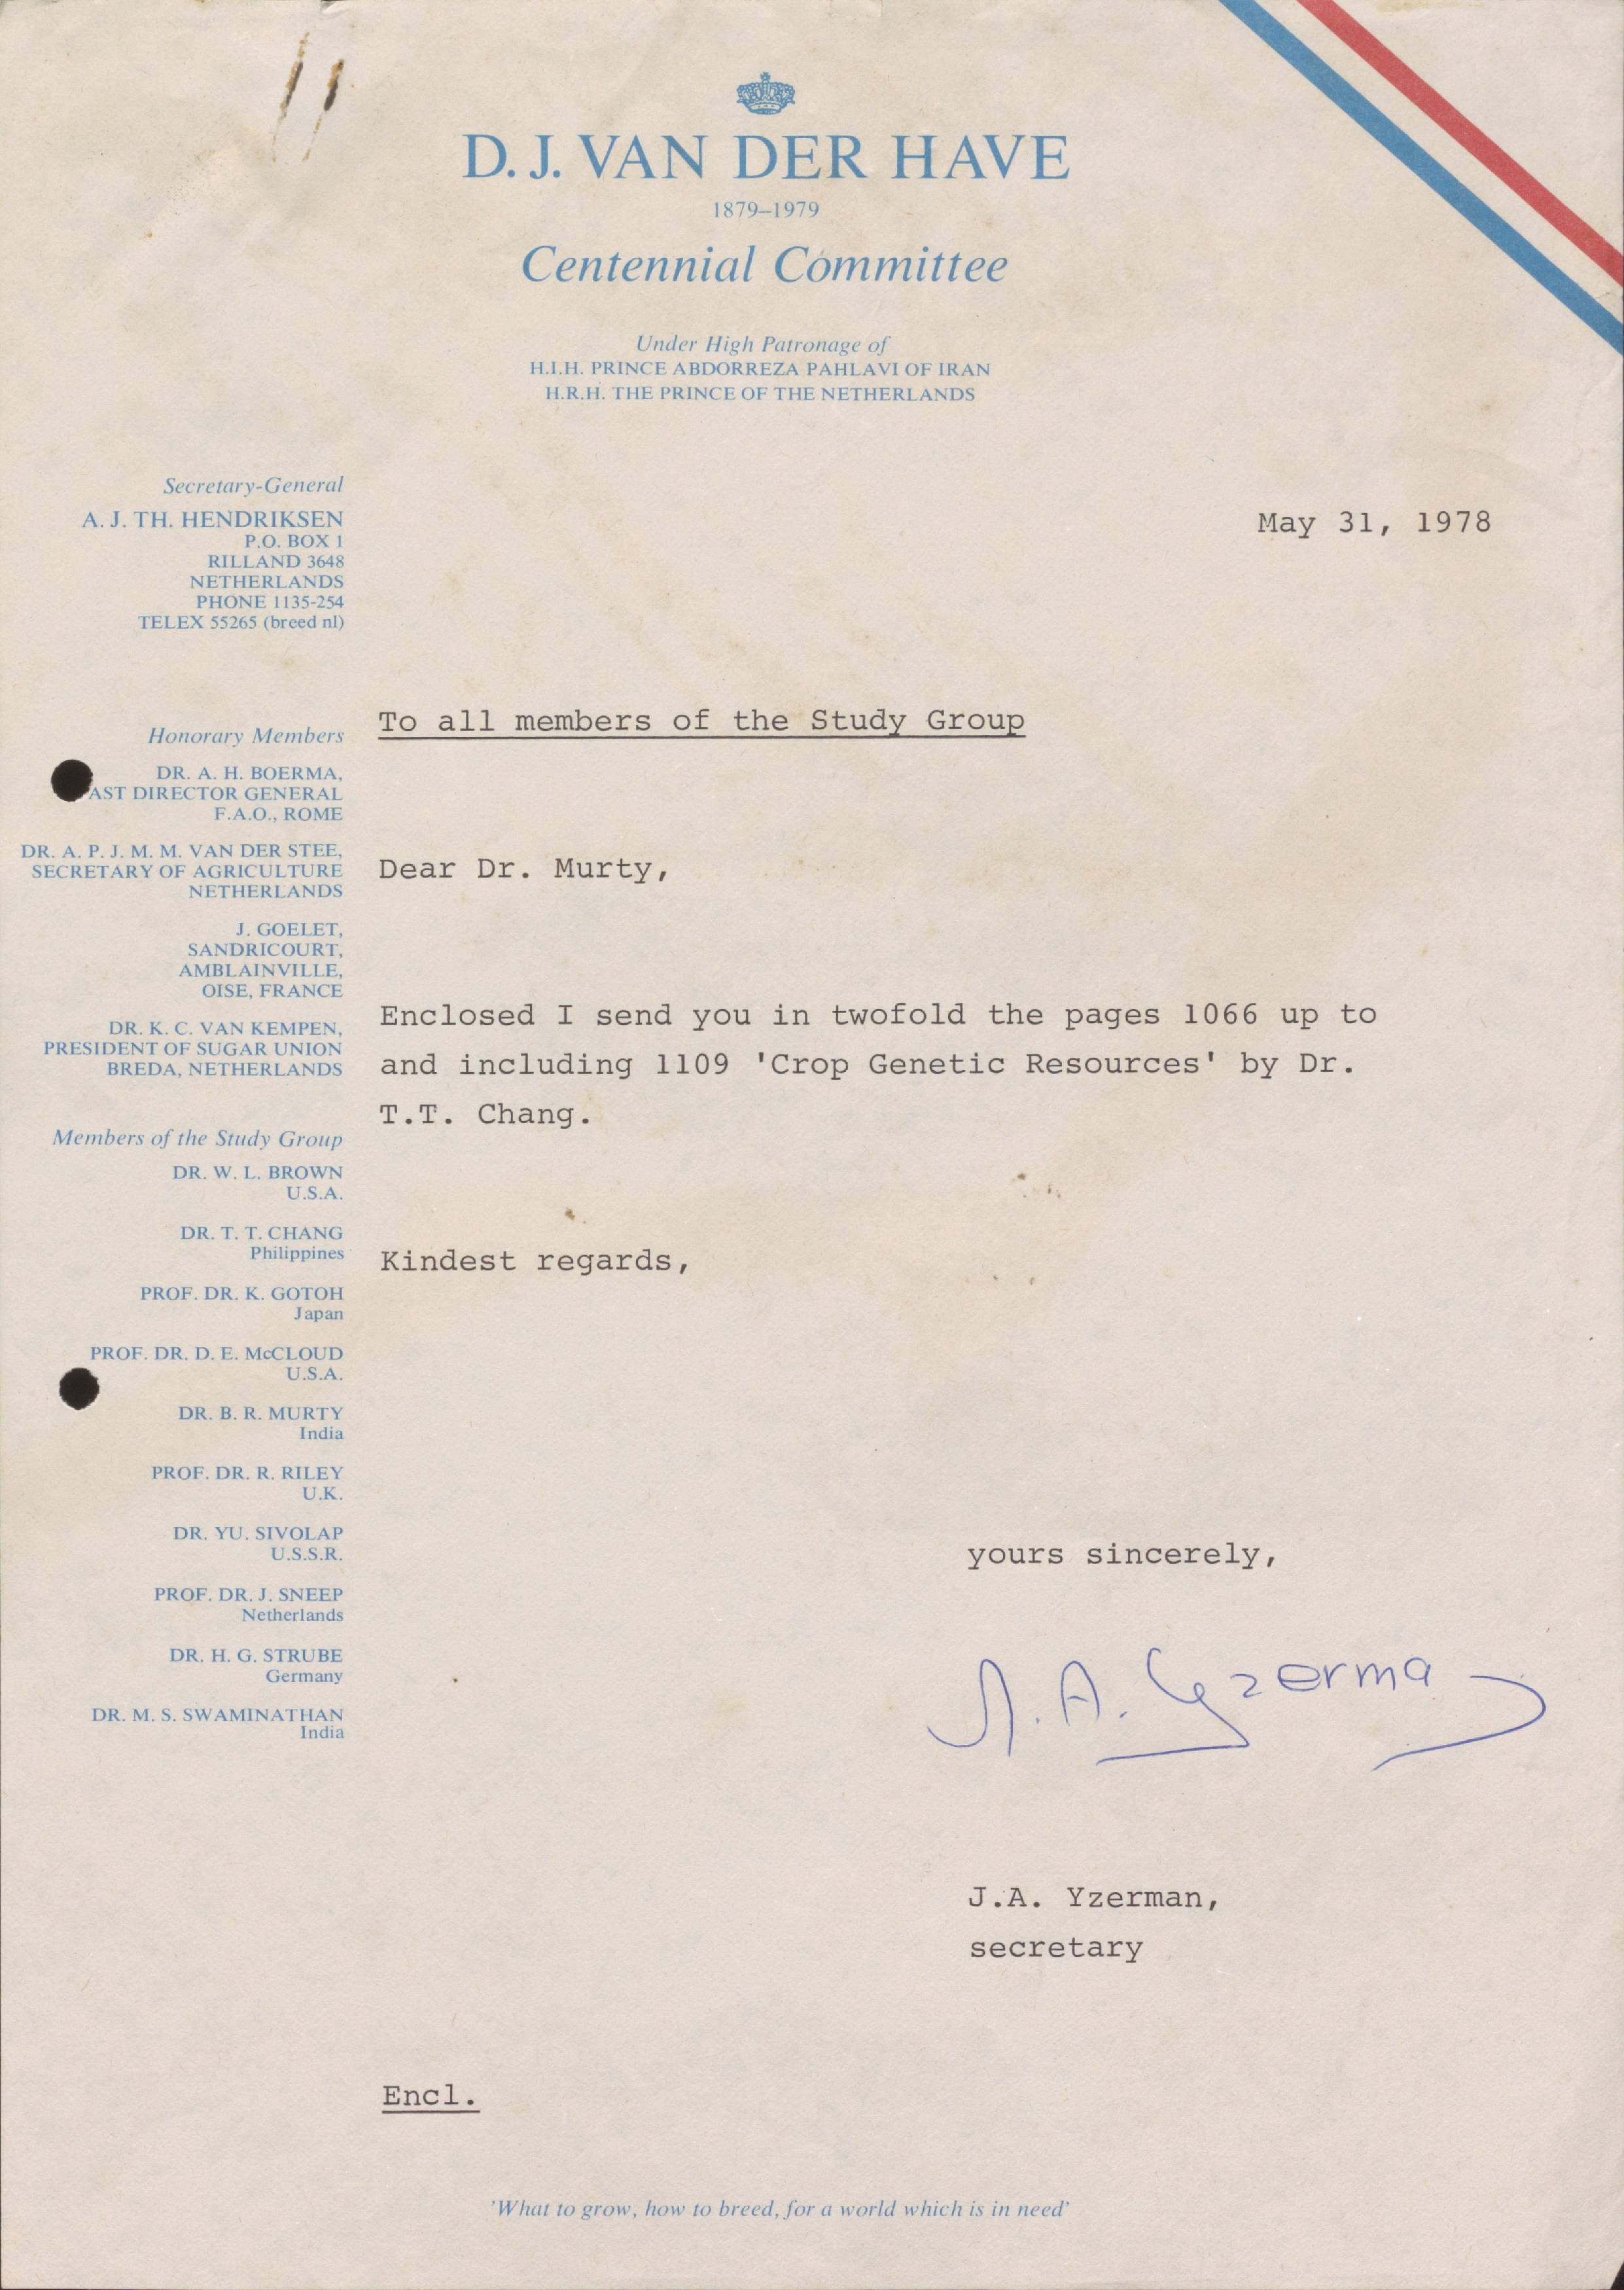 D. J. VAN DER HAVE
1879–1979
Centennial Committee
Under High Patronage of
H.I.H. PRINCE ABDORREZA PAHLAVI OF IRAN
H.R.H. THE PRINCE OF THE NETHERLANDS
Secretary-General
A. J. TH. HENDRIKSEN
P.O. BOX 1
RILLAND 3648
NETHERLANDS
PHONE 1135-254
TELEX 55265 (breed nl)
Honorary Members
DR. A. H. BOERMA,
AST DIRECTOR GENERAL
F.A.O., ROME
DR. A. P. J. M. M. VAN DER STEE,
SECRETARY OF AGRICULTURE
NETHERLANDS
J. GOELET,
SANDRICOURT,
AMBLAINVILLE,
OISE, FRANCE
DR. K. C. VAN KEMPEN,
PRESIDENT OF SUGAR UNION
BREDA, NETHERLANDS
Members of the Study Group
DR. W. L. BROWN
U.S.A.
DR. T. T. CHANG
Philippines
PROF. DR. K. GOTOH
Japan
PROF. DR. D. E. McCLOUD
U.S.A.
DR. B. R. MURTY
India
PROF. DR. R. RILEY
U.K.
DR. YU. SIVOLAP
U.S.S.R.
PROF. DR. J. SNEEP
Netherlands
DR. H. G. STRUBE
Germany
DR. M. S. SWAMINATHAN
India
May 31, 1978
To all members of the Study Group
Dear Dr. Murty,
Enclosed I send you in twofold the pages 1066 up to
and including 1109 'Crop Genetic Resources' by Dr.
T.T. Chang.
Kindest regards,
yours sincerely,
J. A. Yzerman
J.A. Yzerman,
secretary
Encl.
'What to grow, how to breed, for a world which is in need'